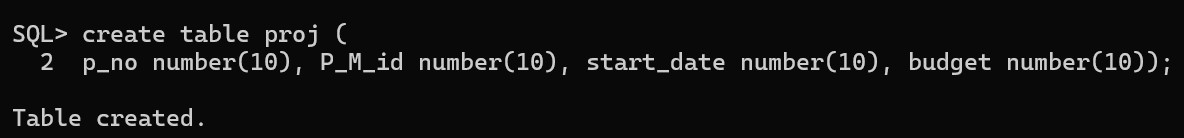 SQL> create table proj (
  2  p_no number(10), P_M_id number(10), start_date number(10), budget number(10));
Table created.